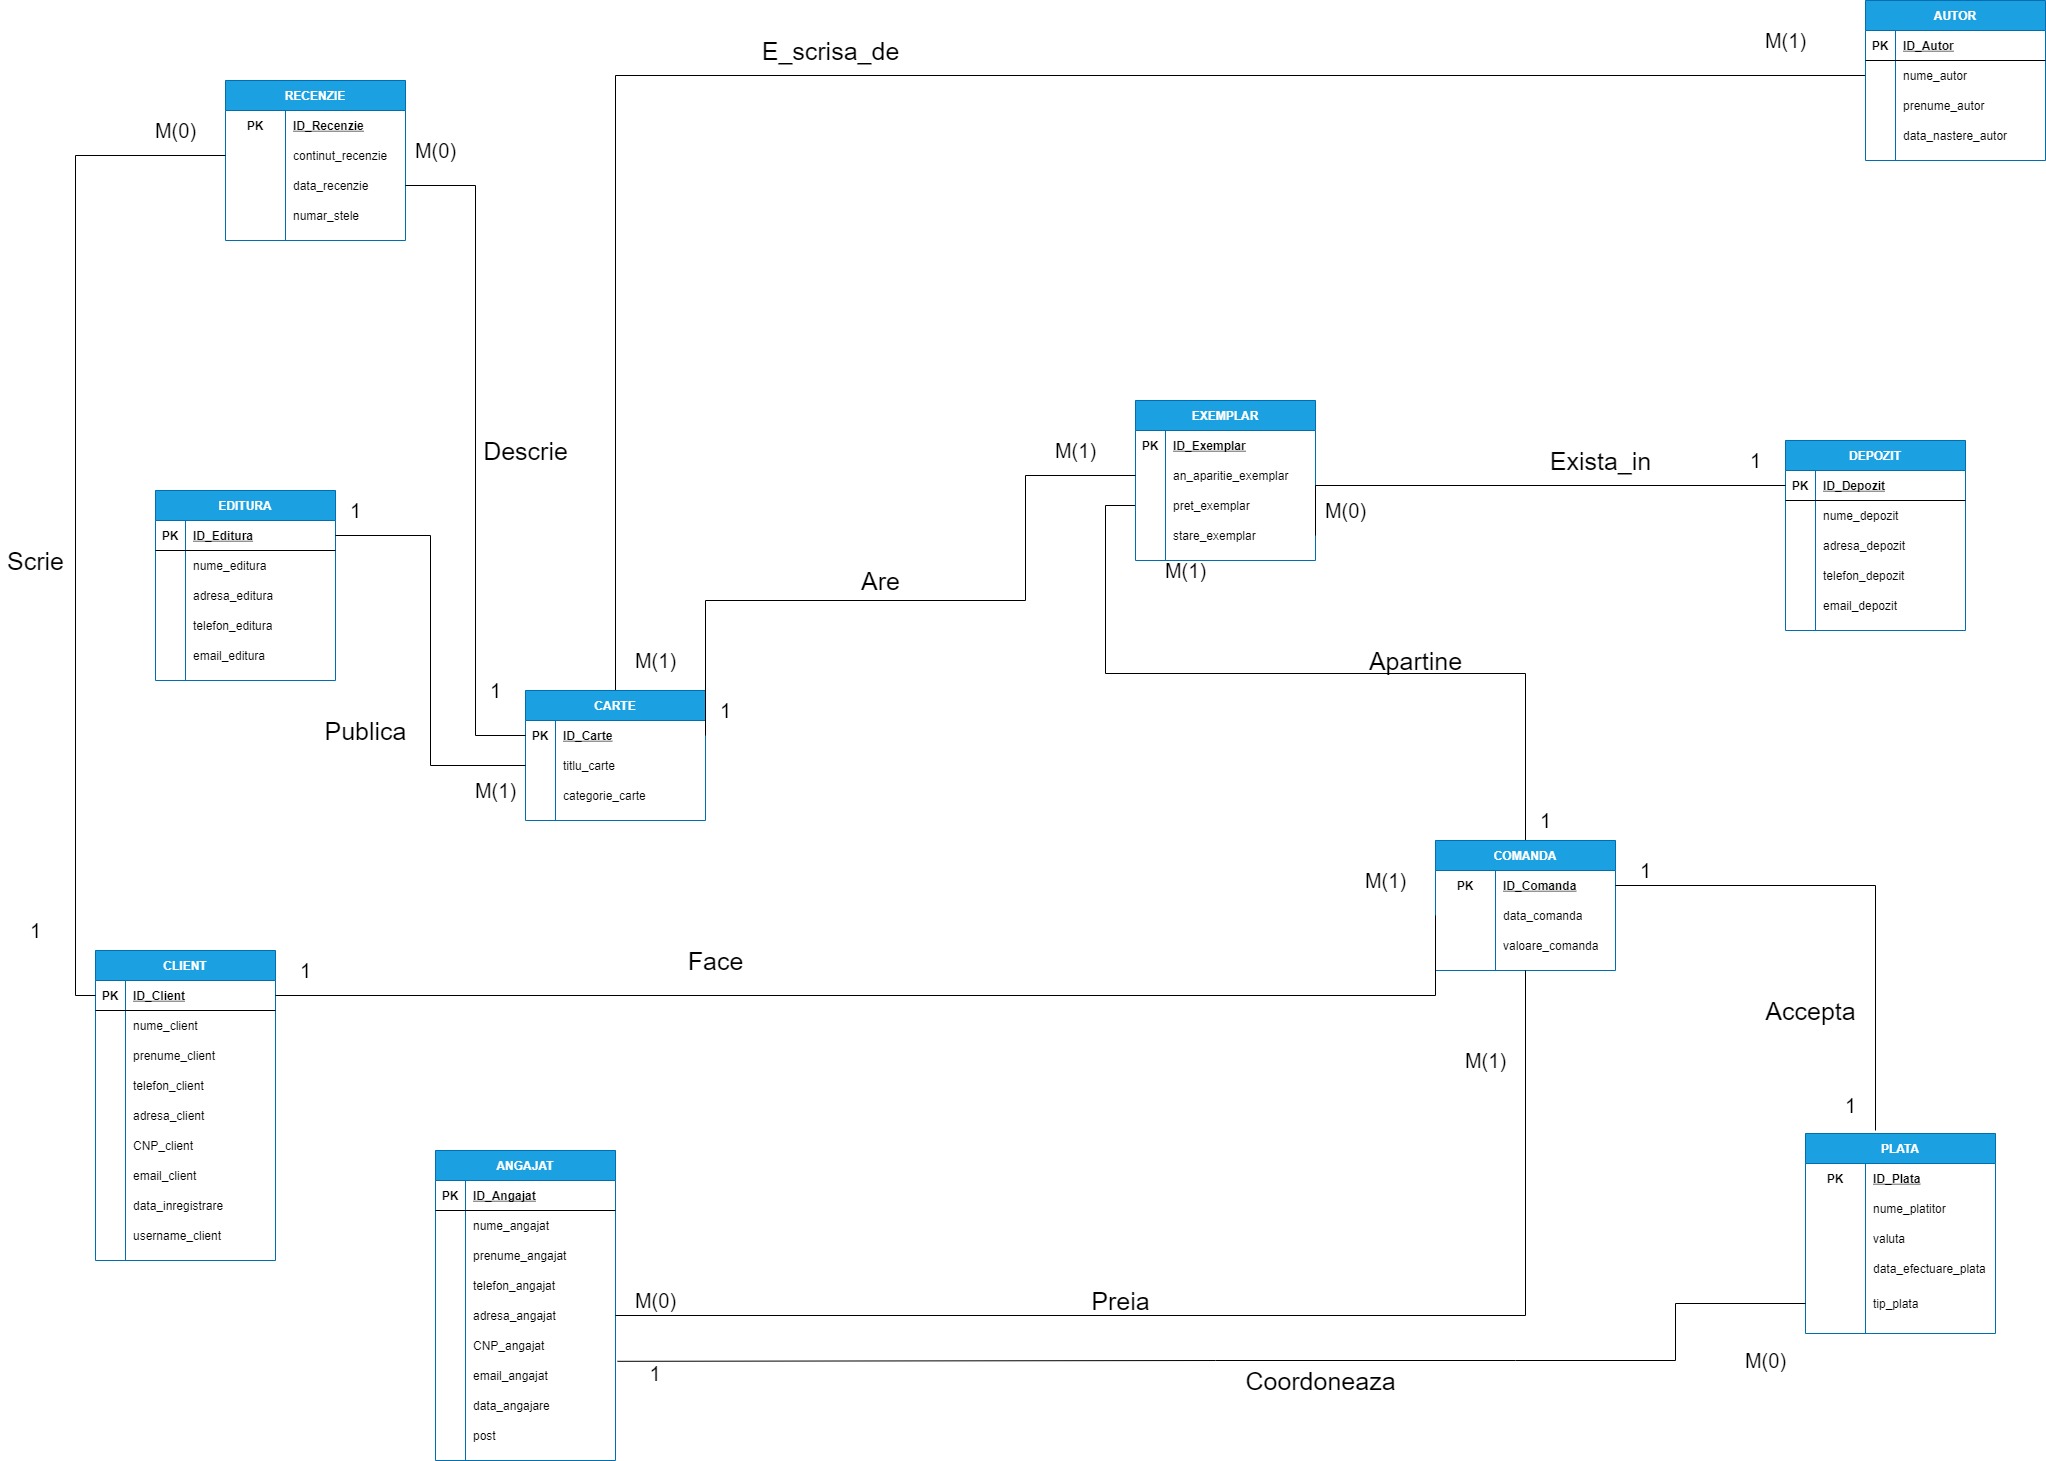 E_scrisa_de
M(1)
AUTOR
PK ID_Autor
nume_autor
prenume_autor
data_nastere_autor
RECENZIE
PK ID_Recenzie
continut_recenzie
data_recenzie
numar_stele
M(0)
M(0)
Descrie
Scrie
EDITURA
PK ID_Editura
nume_editura
adresa_editura
telefon_editura
email_editura
1
Publica
M(1)
1
M(1)
CARTE
PK ID_Carte
titlu_carte
categorie_carte
1
Are
M(1)
EXEMPLAR
PK ID_Exemplar
an_aparitie_exemplar
pret_exemplar
stare_exemplar
M(1)
M(0)
Exista_in
1
DEPOZIT
PK ID_Depozit
nume_depozit
adresa_depozit
telefon_depozit
email_depozit
Apartine
1
COMANDA
PK ID_Comanda
data_comanda
valoare_comanda
M(1)
1
Face
1
1
CLIENT
PK ID_Client
nume_client
prenume_client
telefon_client
adresa_client
CNP_client
email_client
data_inregistrare
username_client
M(1)
Accepta
1
PLATA
PK ID_Plata
nume_platitor
valuta
data_efectuare_plata
tip_plata
M(0)
ANGAJAT
PK ID_Angajat
nume_angajat
prenume_angajat
telefon_angajat
adresa_angajat
CNP_angajat
email_angajat
data_angajare
post
M(0)
Preia
1
Coordoneaza